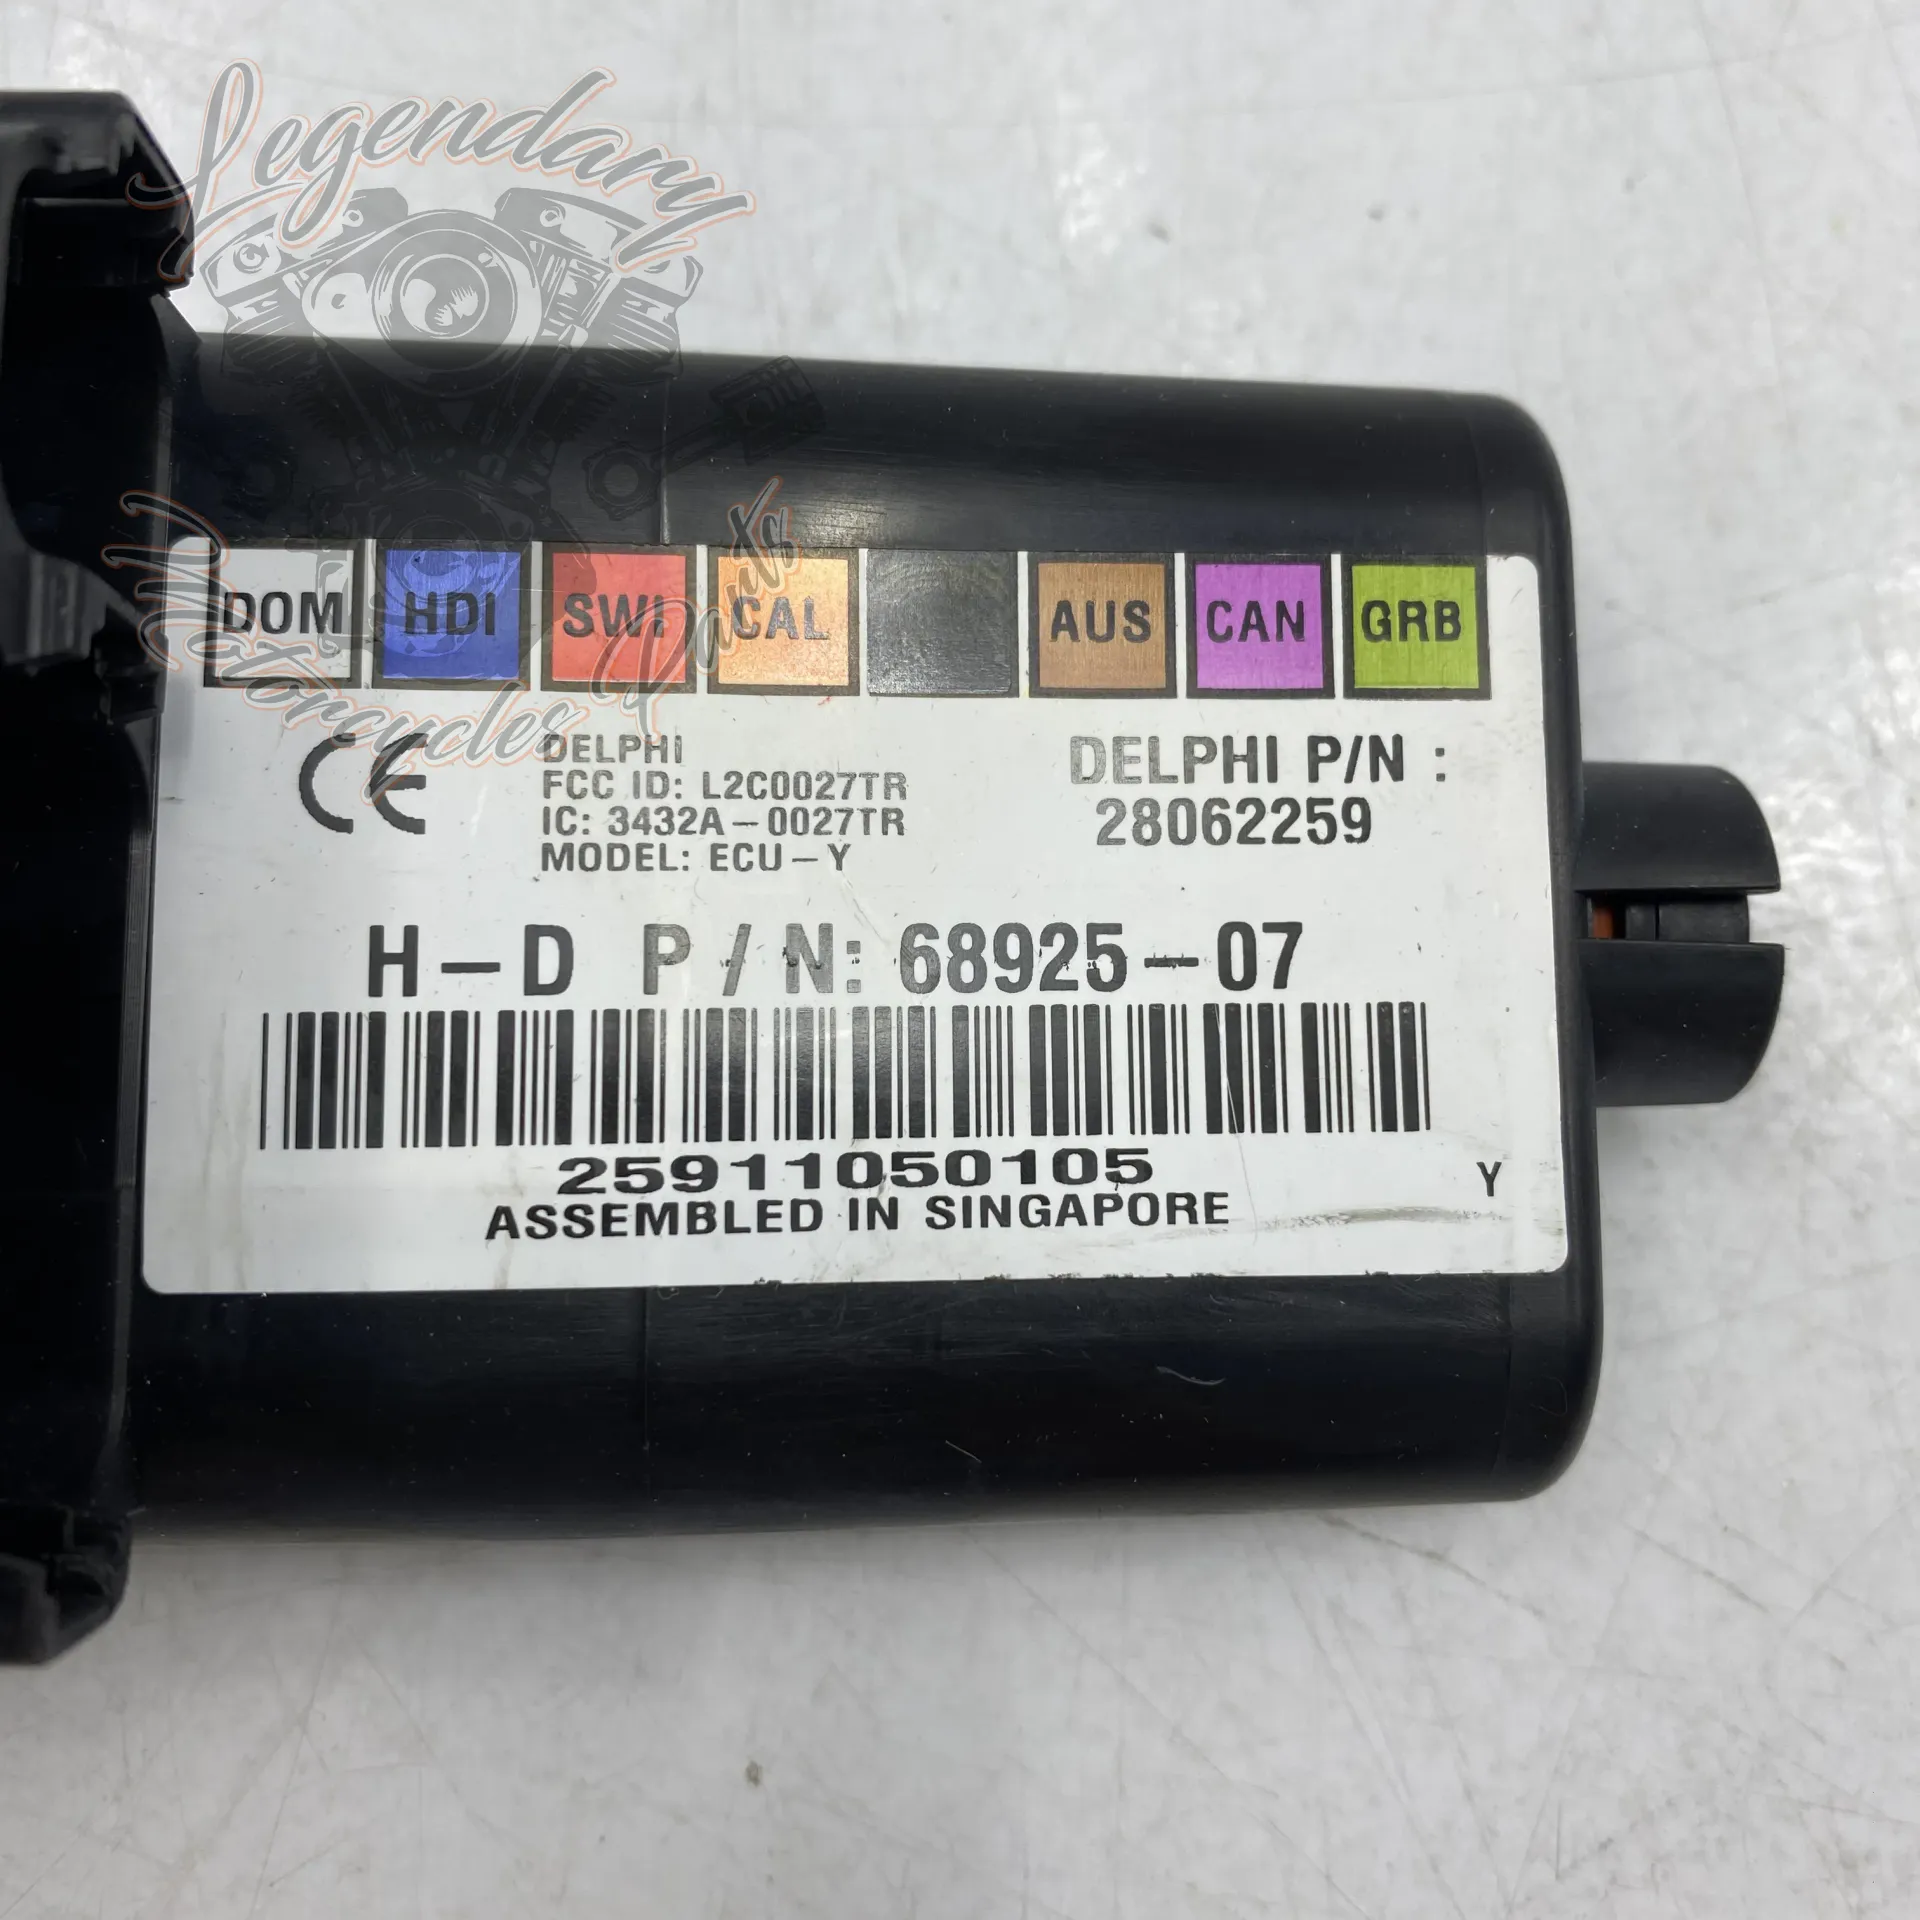 Legendary
Motorcycles Parts
DOM HDI SWI CAL AUS CAN GRB
CE
DELPHI
FCC ID: L2C0027TR
IC: 3432A-0027TR
MODEL: ECU-Y
DELPHI P/N :
28062259
H-D P/N: 68925-07
25911050105
ASSEMBLED IN SINGAPORE
Y